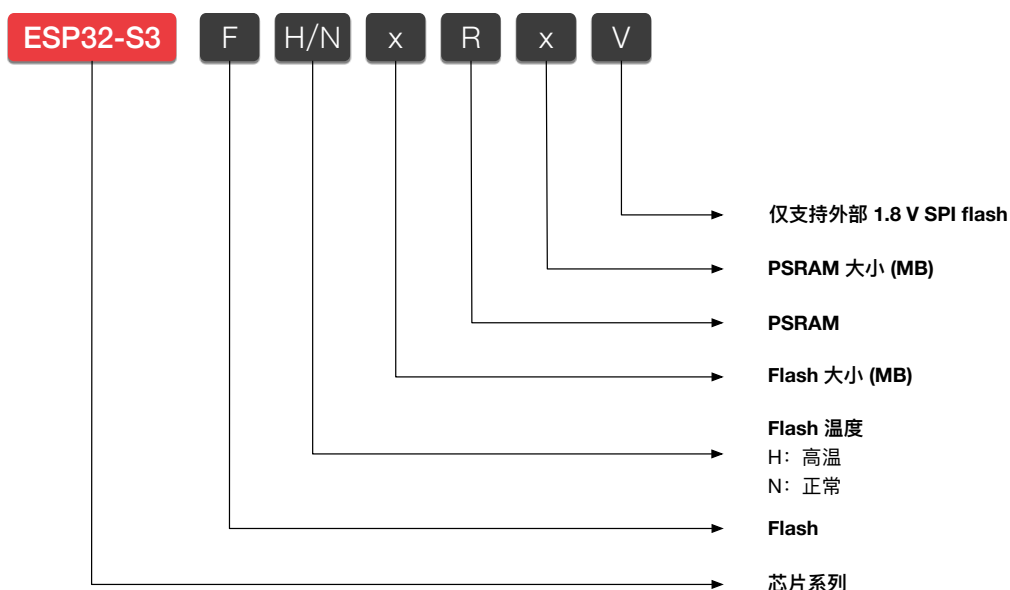 ESP32-S3 F H/N x R x V
仅支持外部 1.8 V SPI flash
PSRAM 大小 (MB)
PSRAM
Flash 大小 (MB)
Flash 温度
H：高温
N：正常
Flash
芯片系列